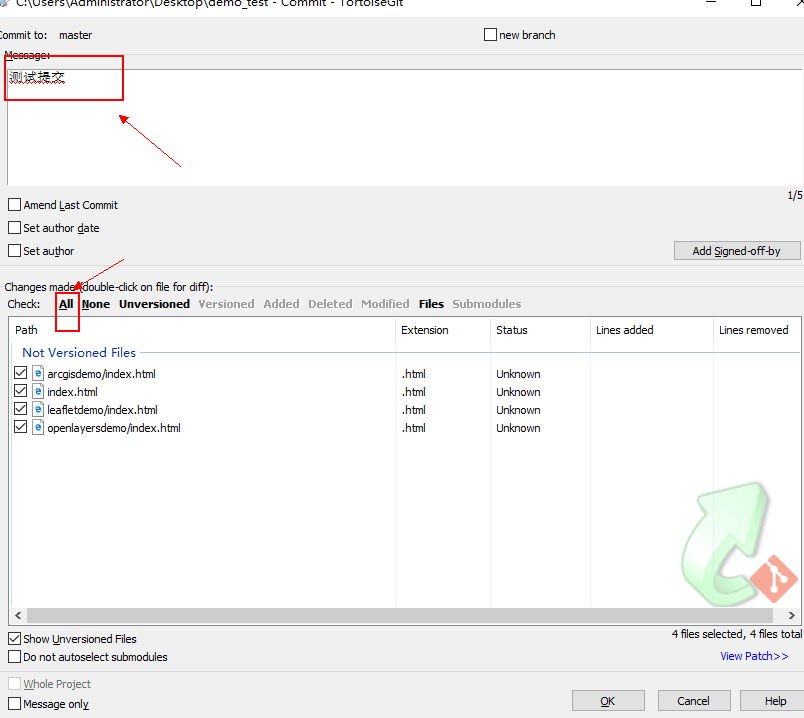 C:\Users\Administrator\Desktop\demo_test - Commit - TortoiseGit
Commit to: master new branch
Message:
测试提交
1/5
Amend Last Commit
Set author date
Set author
Add Signed-off-by
Changes made (double-click on file for diff):
Check: All None Unversioned Versioned Added Deleted Modified Files Submodules
Path Extension Status Lines added Lines removed
Not Versioned Files
arcgisdemo/index.html .html Unknown
index.html .html Unknown
leafletdemo/index.html .html Unknown
openlayersdemo/index.html .html Unknown
Show Unversioned Files
4 files selected, 4 files total
Do not autoselect submodules
View Patch>>
Whole Project
Message only
OK Cancel Help